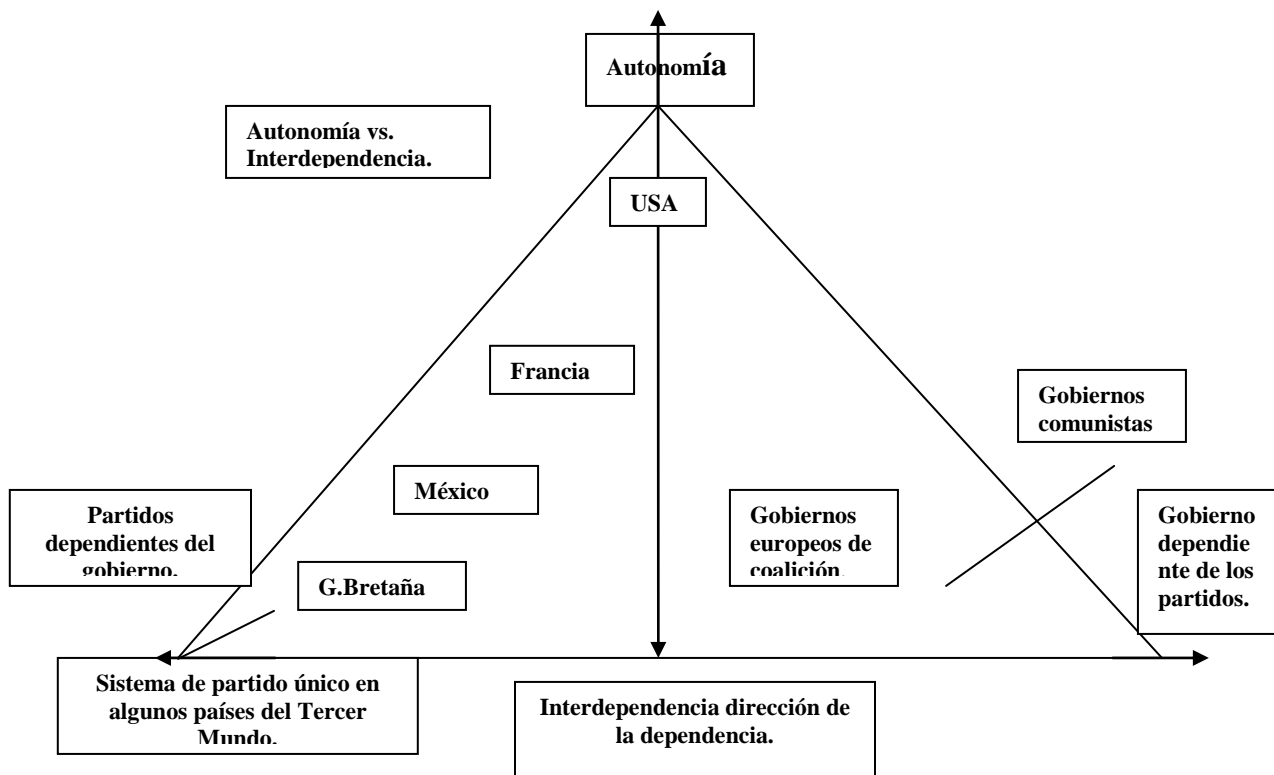 Autonomía
Autonomía vs.
Interdependencia.
USA
Francia
Gobiernos
comunistas
México
Partidos
dependientes del
gobierno.
Gobiernos
europeos de
coalición.
Gobierno
dependie
nte de los
partidos.
G.Bretaña
Sistema de partido único en
algunos países del Tercer
Mundo.
Interdependencia dirección de
la dependencia.